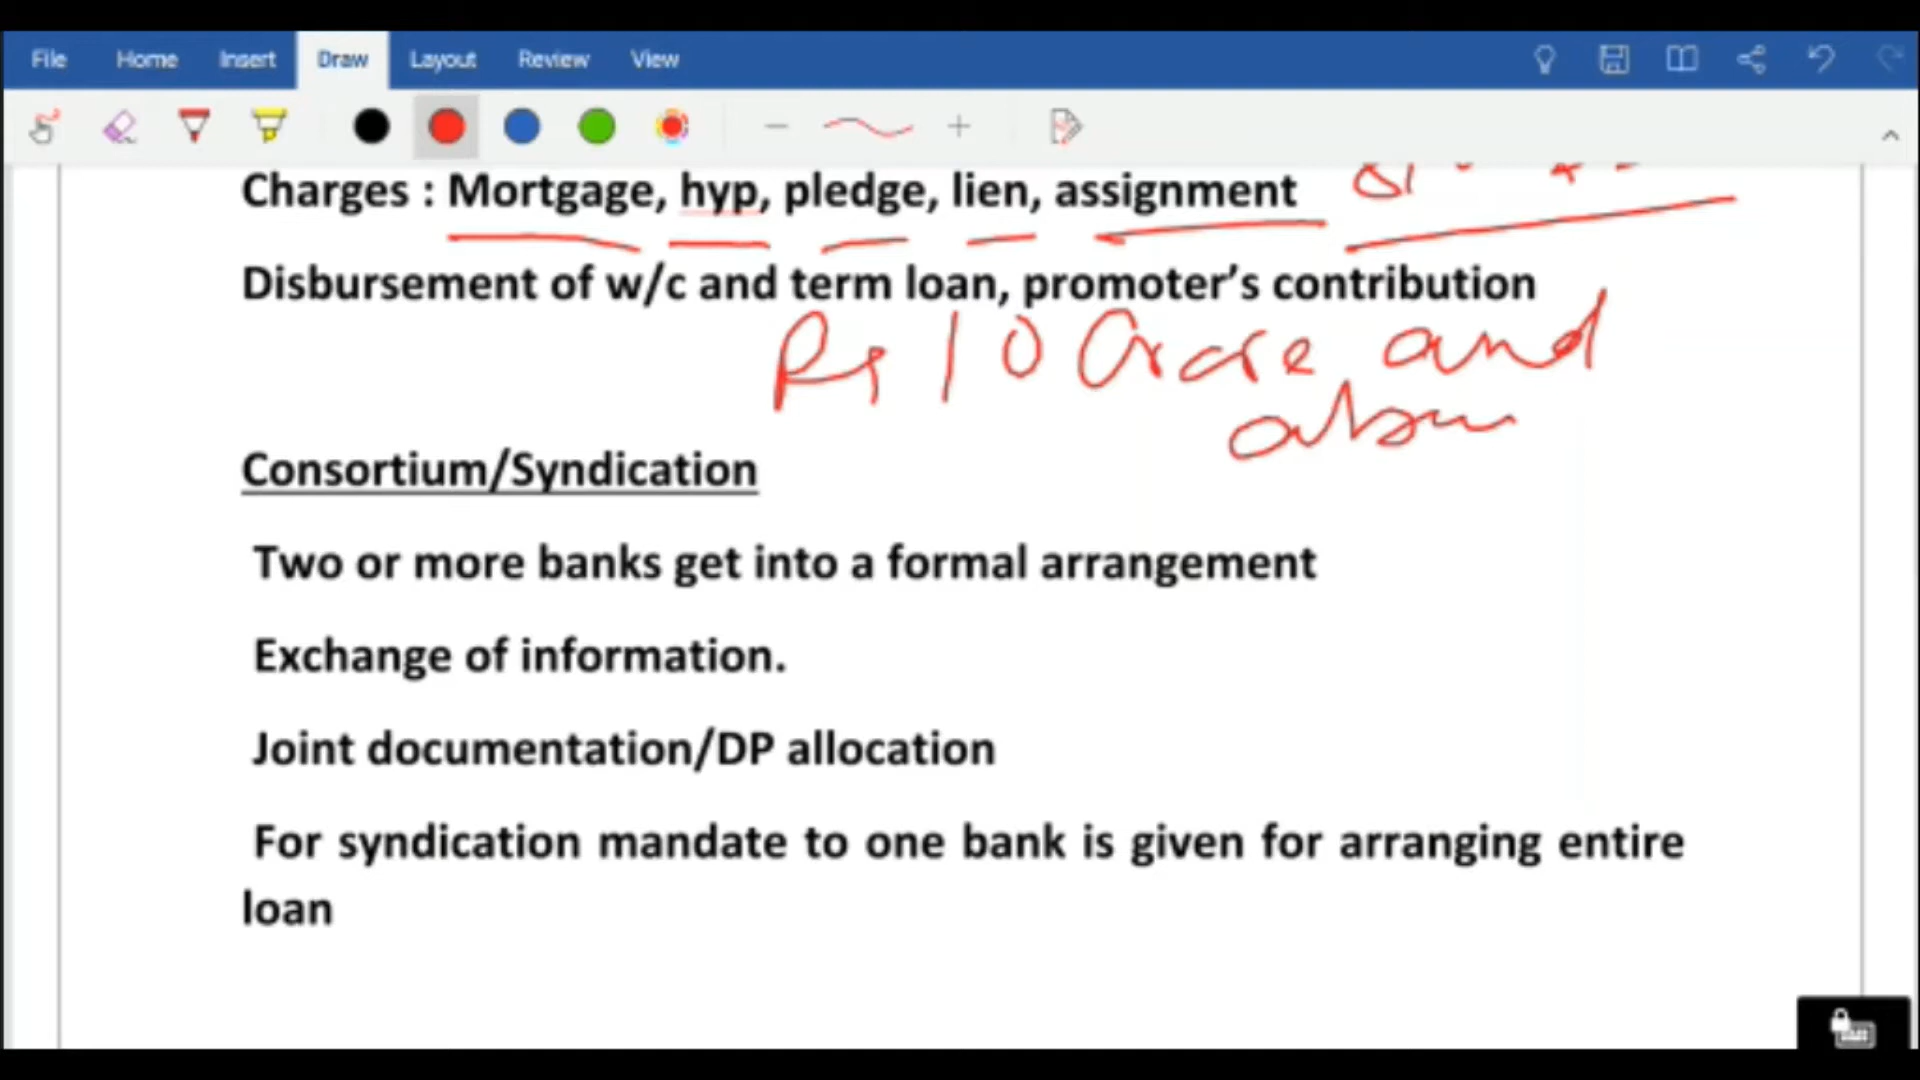 File Home Insert Draw Layout Review View
Charges : Mortgage, hyp, pledge, lien, assignment
Disbursement of w/c and term loan, promoter's contribution
Rs 10 Crore and
Consortium/Syndication
Two or more banks get into a formal arrangement
Exchange of information.
Joint documentation/DP allocation
For syndication mandate to one bank is given for arranging entire
loan